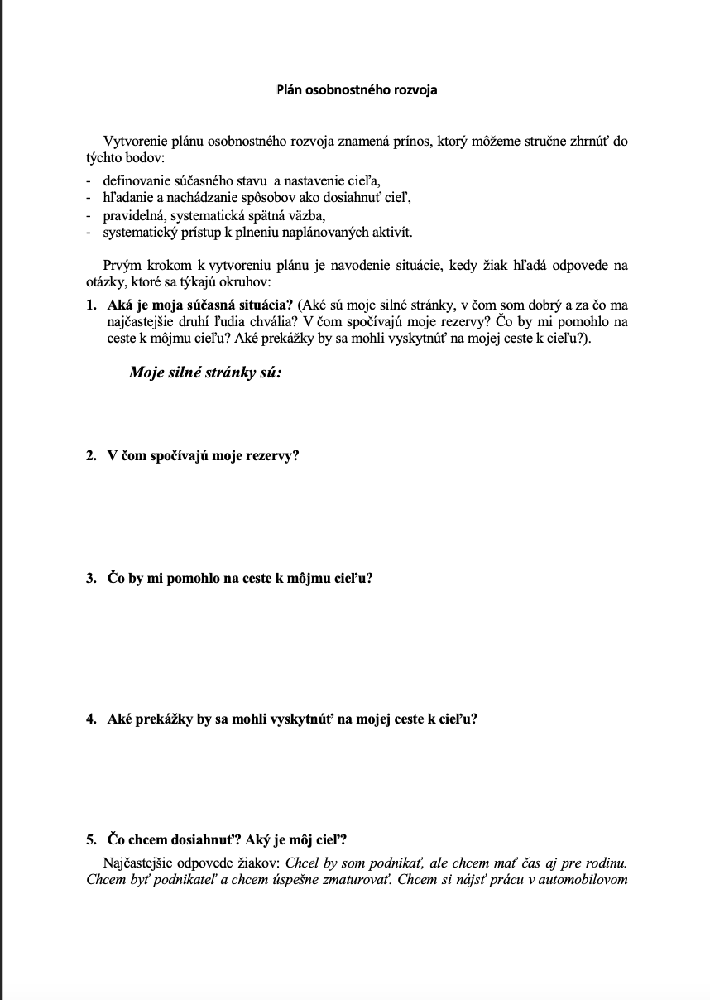 Plán osobnostného rozvoja
Vytvorenie plánu osobnostného rozvoja znamená prínos, ktorý môžeme stručne zhrnúť do
týchto bodov:
- definovanie súčasného stavu a nastavenie cieľa,
- hľadanie a nachádzanie spôsobov ako dosiahnuť cieľ,
- pravidelná, systematická spätná väzba,
- systematický prístup k plneniu naplánovaných aktivít.
Prvým krokom k vytvoreniu plánu je navodenie situácie, kedy žiak hľadá odpovede na
otázky, ktoré sa týkajú okruhov:
1. Aká je moja súčasná situácia? (Aké sú moje silné stránky, v čom som dobrý a za čo ma
najčastejšie druhí ľudia chvália? V čom spočívajú moje rezervy? Čo by mi pomohlo na
ceste k môjmu cieľu? Aké prekážky by sa mohli vyskytnúť na mojej ceste k cieľu?).
Moje silné stránky sú:
2. V čom spočívajú moje rezervy?
3. Čo by mi pomohlo na ceste k môjmu cieľu?
4. Aké prekážky by sa mohli vyskytnúť na mojej ceste k cieľu?
5. Čo chcem dosiahnuť? Aký je môj cieľ?
Najčastejšie odpovede žiakov: Chcel by som podnikať, ale chcem mať čas aj pre rodinu.
Chcem byť podnikateľ a chcem úspešne zmaturovať. Chcem si nájsť prácu v automobilovom